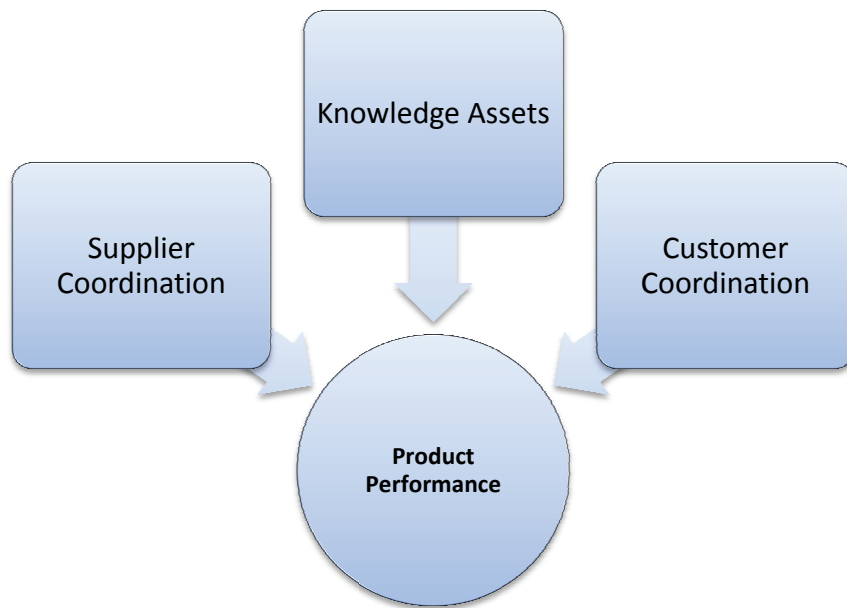 Knowledge Assets
Supplier
Coordination
Customer
Coordination
Product
Performance